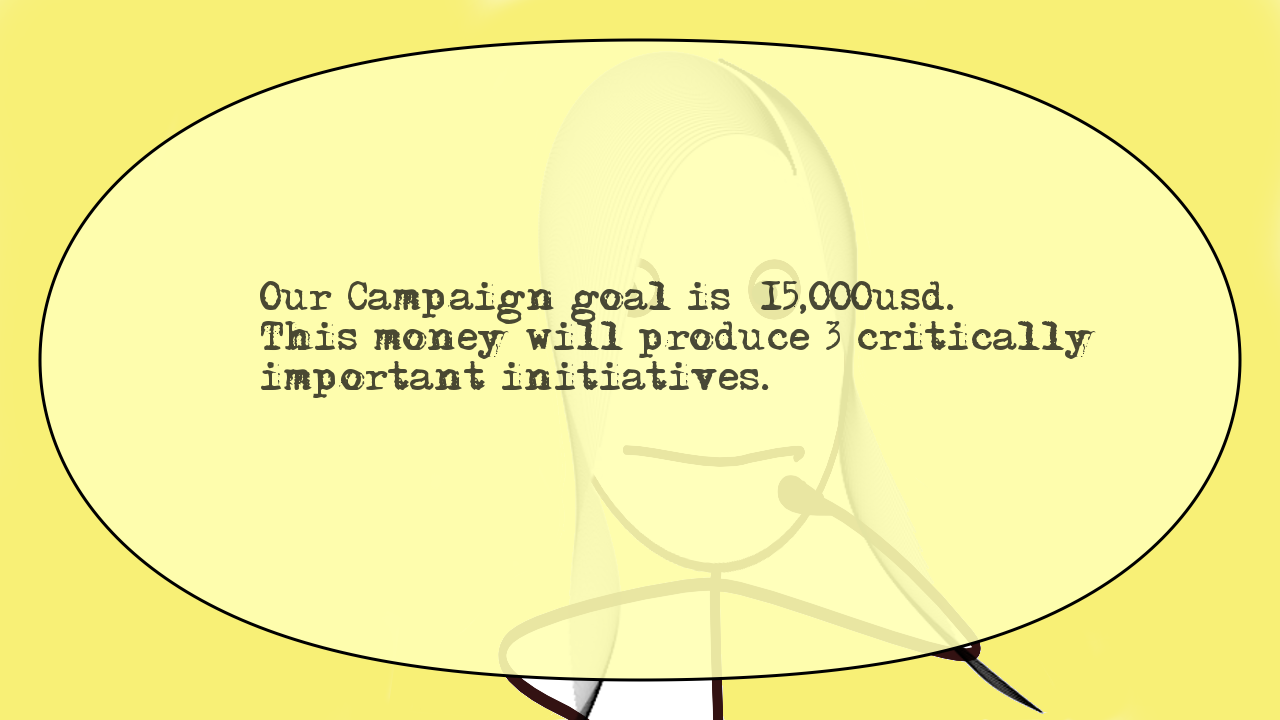 Our Campaign goal is 15,000usd.
This money will produce 3 critically
important initiatives.